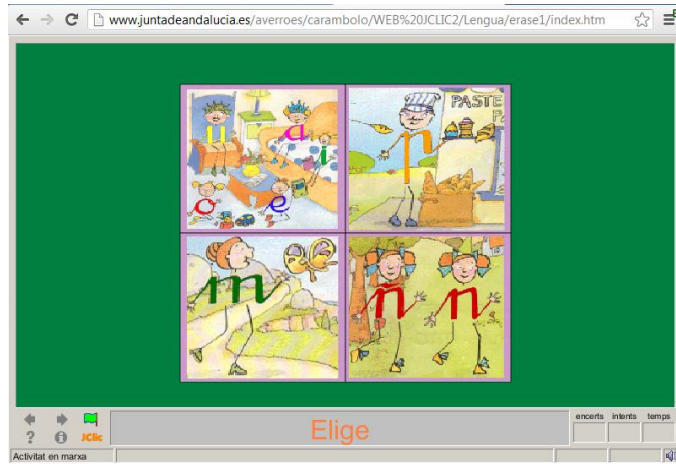 www.juntadeandalucia.es/averroes/carambolo/WEB%20JCLIC2/Lengua/erase1/index.htm
u a i
o e
PASTE
PA
p
m
ñ n
Elige
encerts intents temps
JClic
Activitat en marxa